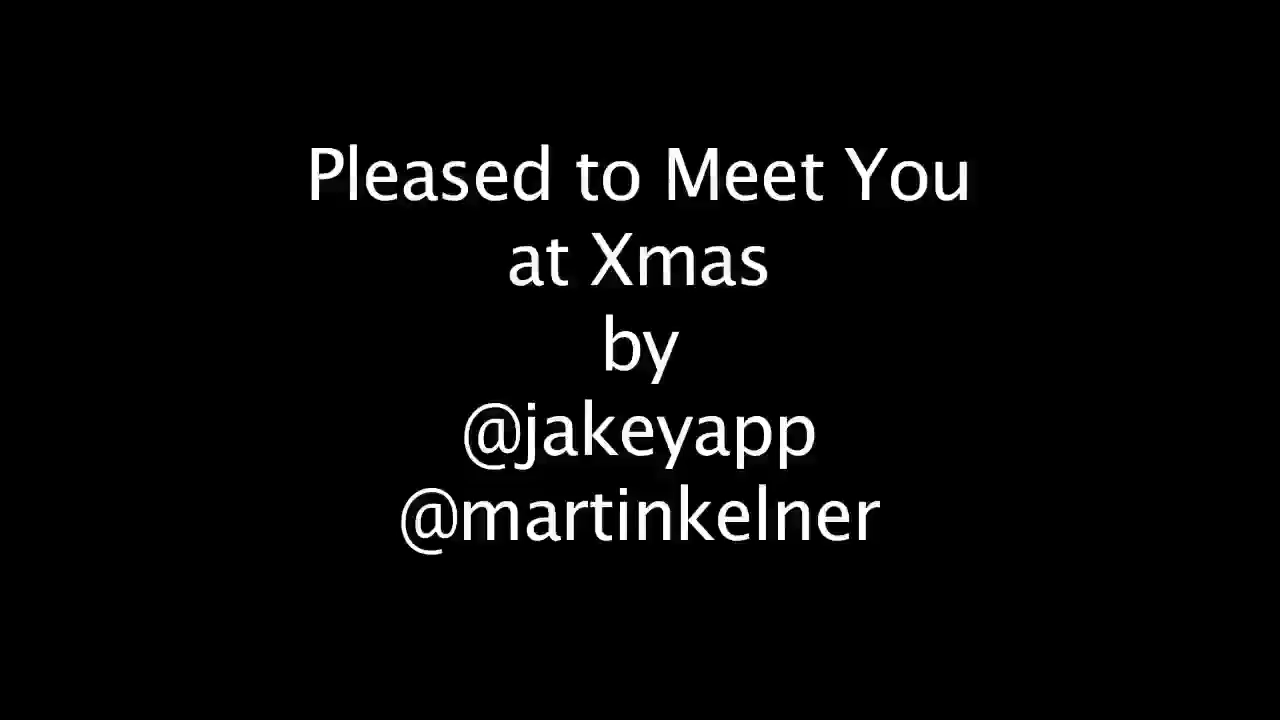 Pleased to Meet You
at Xmas
by
@jakeyapp
@martinkelner